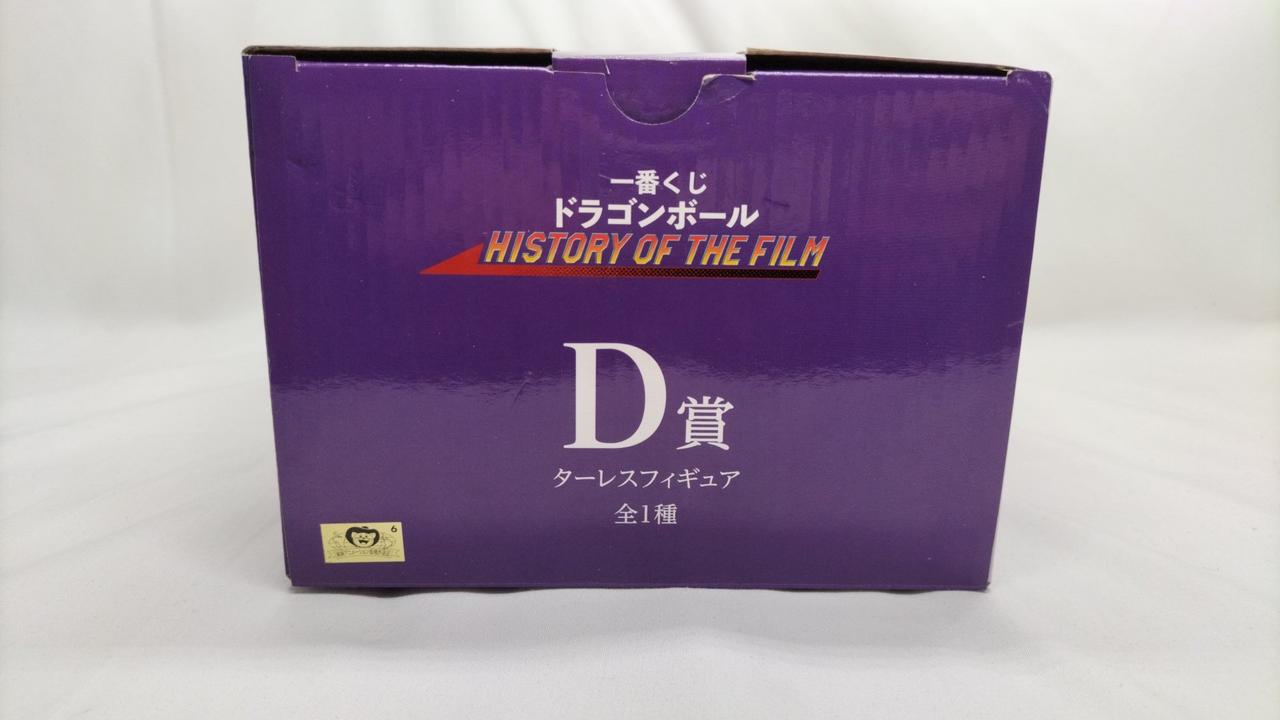 一番くじ
ドラゴンボール
HISTORY OF THE FILM
D賞
ターレスフィギュア
全1種
6